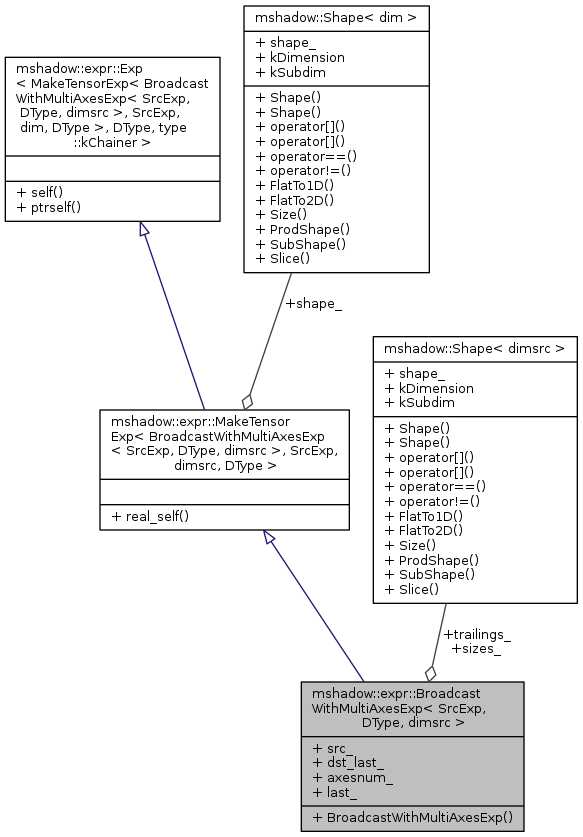 mshadow::Shape< dim >
+ shape_
+ kDimension
+ kSubdim
+ Shape()
+ Shape()
+ operator[]()
+ operator[]()
+ operator==()
+ operator!=()
+ FlatTo1D()
+ FlatTo2D()
+ Size()
+ ProdShape()
+ SubShape()
+ Slice()
mshadow::expr::Exp
< MakeTensorExp< Broadcast
WithMultiAxesExp< SrcExp,
DType, dimsrc >, SrcExp,
dim, DType >, DType, type
::kChainer >
+ self()
+ ptrself()
+shape_
mshadow::Shape< dimsrc >
+ shape_
+ kDimension
+ kSubdim
+ Shape()
+ Shape()
+ operator[]()
+ operator[]()
+ operator==()
+ operator!=()
+ FlatTo1D()
+ FlatTo2D()
+ Size()
+ ProdShape()
+ SubShape()
+ Slice()
mshadow::expr::MakeTensor
Exp< BroadcastWithMultiAxesExp
< SrcExp, DType, dimsrc >, SrcExp,
dimsrc, DType >
+ real_self()
+trailings_
+sizes_
mshadow::expr::Broadcast
WithMultiAxesExp< SrcExp,
DType, dimsrc >
+ src_
+ dst_last_
+ axesnum_
+ last_
+ BroadcastWithMultiAxesExp()